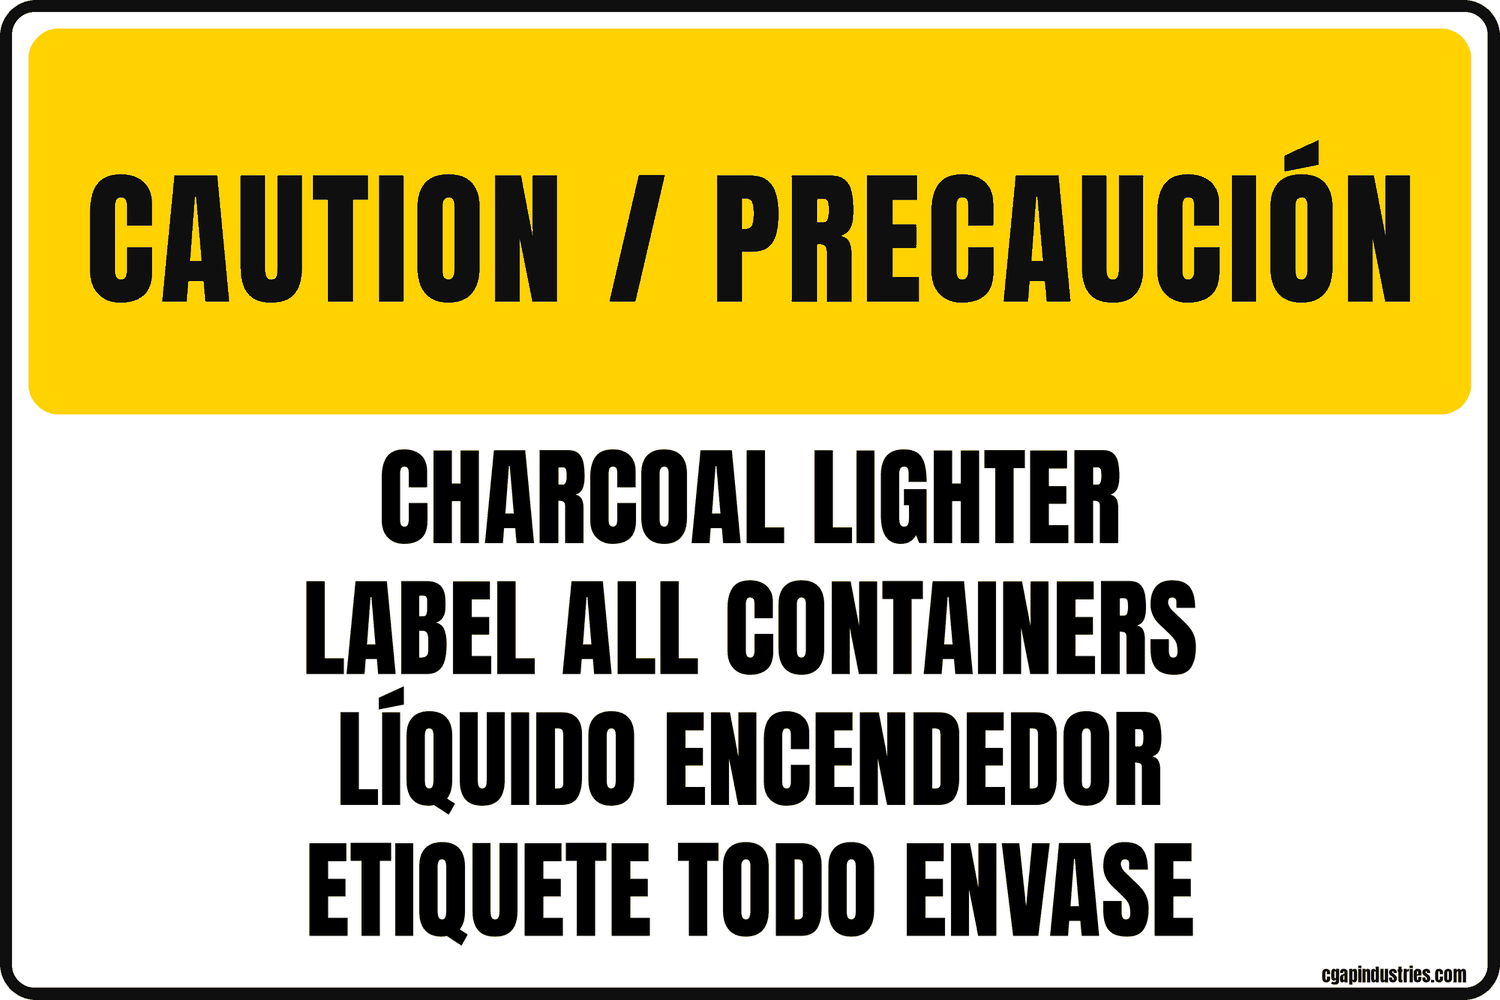 CAUTION / PRECAUCIÓN
CHARCOAL LIGHTER
LABEL ALL CONTAINERS
LÍQUIDO ENCENDEDOR
ETIQUETE TODO ENVASE
cgapindustries.com